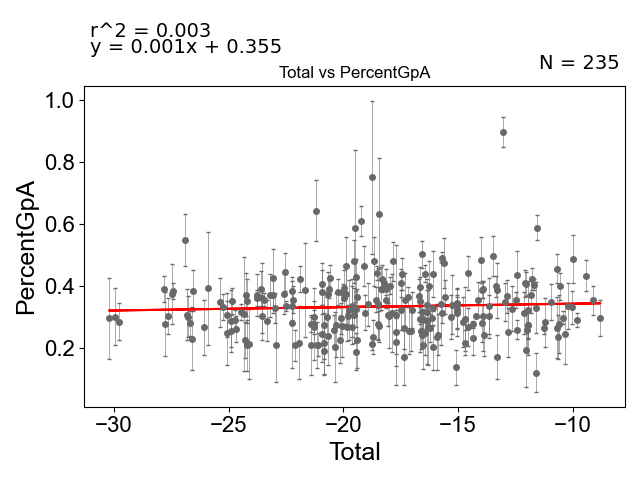 r^2 = 0.003
y = 0.001x + 0.355
N = 235
Total vs PercentGpA
1.0
0.8
0.6
0.4
0.2
PercentGpA
−30
−25
−20
−15
−10
Total